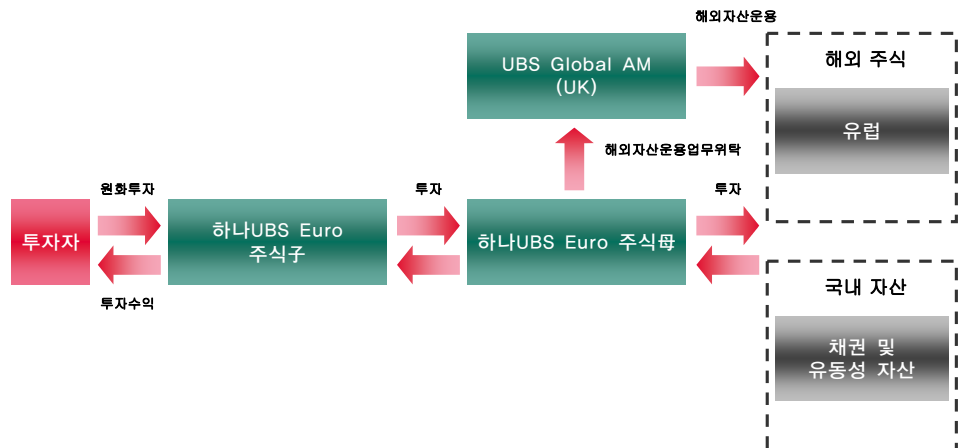 해외자산운용
UBS Global AM
(UK)
해외 주식
유럽
해외자산운용업무위탁
원화투자
투자
투자
투자자
하나UBS Euro
주식子
하나UBS Euro 주식母
투자수익
국내 자산
채권 및
유동성 자산